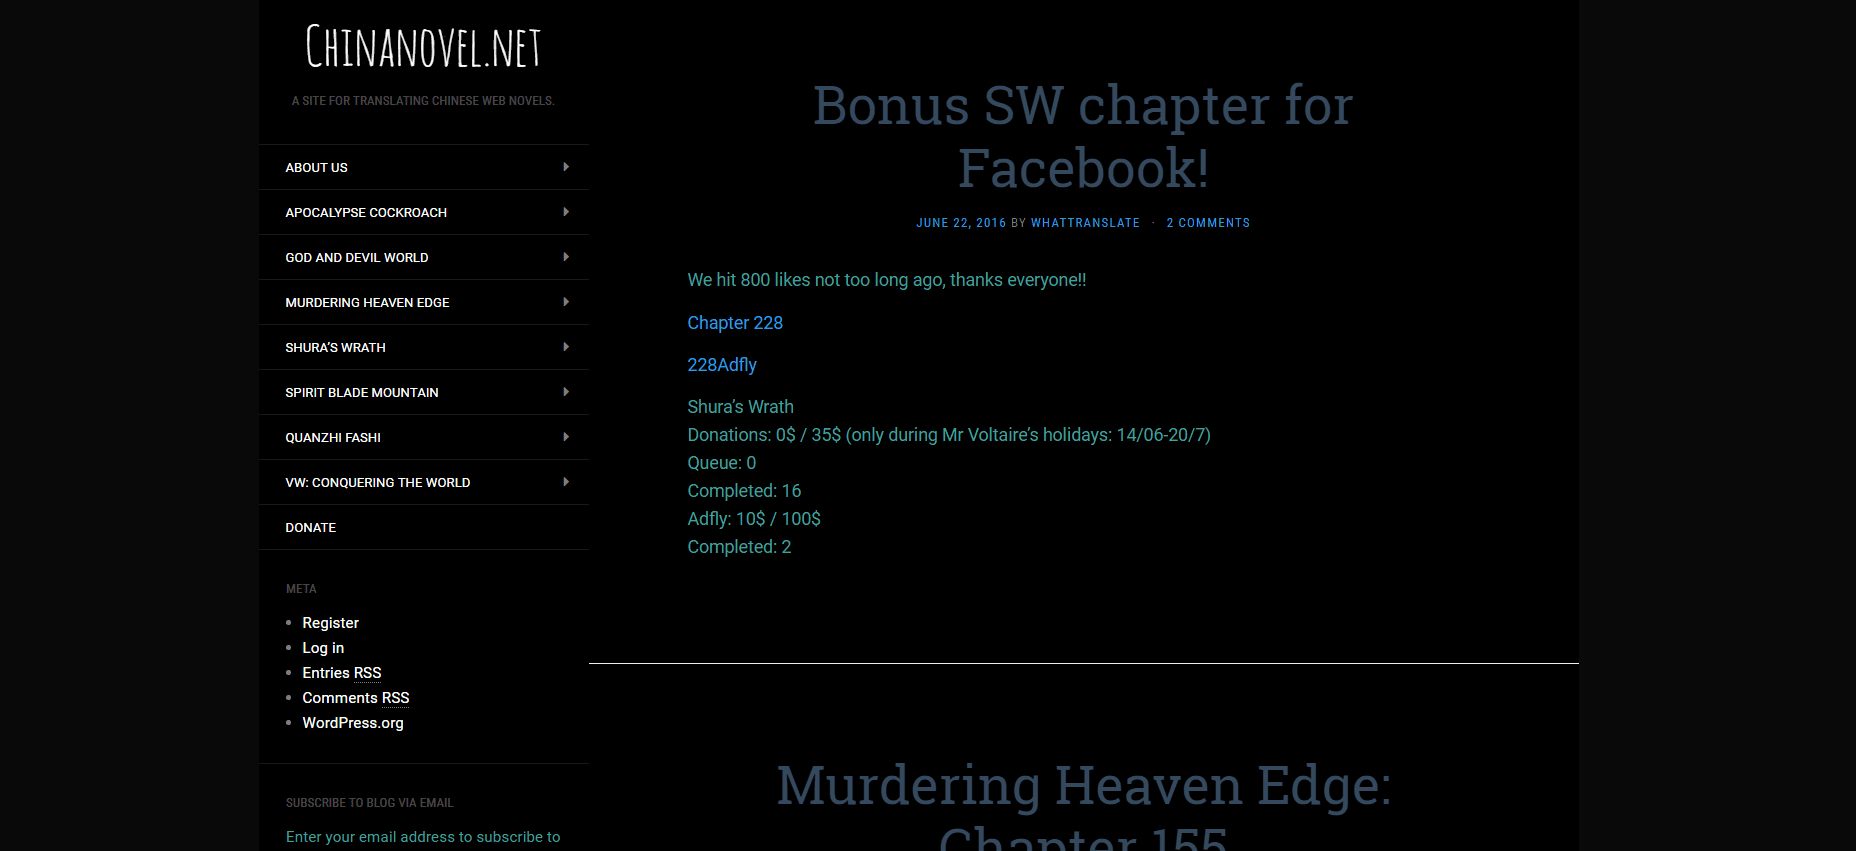 Chinanovel.net
A SITE FOR TRANSLATING CHINESE WEB NOVELS.
ABOUT US
APOCALYPSE COCKROACH
GOD AND DEVIL WORLD
MURDERING HEAVEN EDGE
SHURA'S WRATH
SPIRIT BLADE MOUNTAIN
QUANZHI FASHI
VW: CONQUERING THE WORLD
DONATE
META
Register
Log in
Entries RSS
Comments RSS
WordPress.org
SUBSCRIBE TO BLOG VIA EMAIL
Enter your email address to subscribe to
Bonus SW chapter for
Facebook!
JUNE 22, 2016 BY WHATTRANSLATE · 2 COMMENTS
We hit 800 likes not too long ago, thanks everyone!!
Chapter 228
228Adfly
Shura's Wrath
Donations: 0$ / 35$ (only during Mr Voltaire's holidays: 14/06-20/7)
Queue: 0
Completed: 16
Adfly: 10$ / 100$
Completed: 2
Murdering Heaven Edge:
Chapter 155